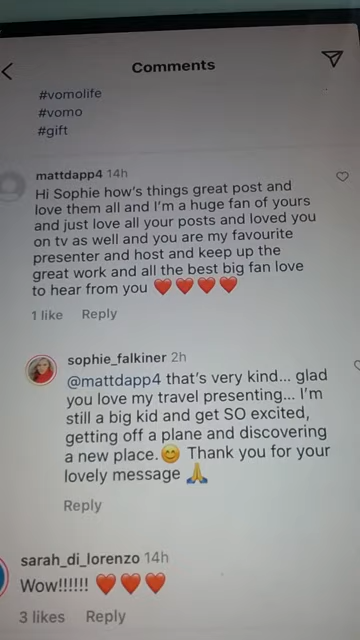 Comments
#vomolife
#vomo
#gift
mattdapp4 14h
Hi Sophie how's things great post and
love them all and I'm a huge fan of yours
and just love all your posts and loved you
on tv as well and you are my favourite
presenter and host and keep up the
great work and all the best big fan love
to hear from you ❤️❤️❤️❤️
1 like Reply
sophie_falkiner 2h
@mattdapp4 that's very kind... glad
you love my travel presenting... I'm
still a big kid and get SO excited,
getting off a plane and discovering
a new place.😊 Thank you for your
lovely message 🙏
Reply
sarah_di_lorenzo 14h
Wow!!!!!! ❤️❤️❤️
3 likes Reply